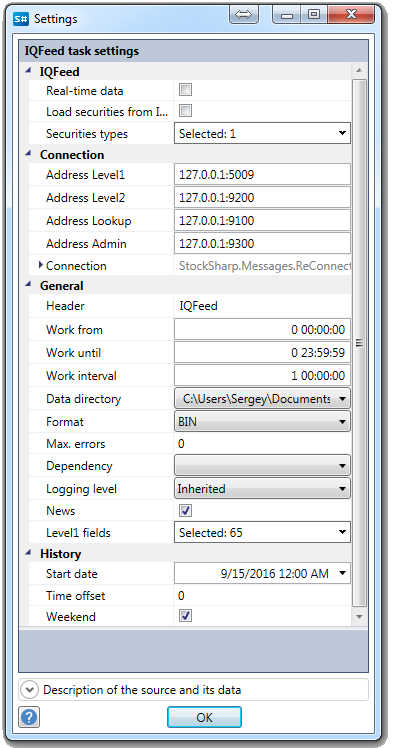 S# Settings
IQFeed task settings
IQFeed
Real-time data
Load securities from I...
Securities types Selected: 1
Connection
Address Level1 127.0.0.1:5009
Address Level2 127.0.0.1:9200
Address Lookup 127.0.0.1:9100
Address Admin 127.0.0.1:9300
Connection StockSharp.Messages.ReConnect
General
Header IQFeed
Work from 0 00:00:00
Work until 0 23:59:59
Work interval 1 00:00:00
Data directory C:\Users\Sergey\Documents
Format BIN
Max. errors 0
Dependency
Logging level Inherited
News
Level1 fields Selected: 65
History
Start date 9/15/2016 12:00 AM
Time offset 0
Weekend
Description of the source and its data
? OK